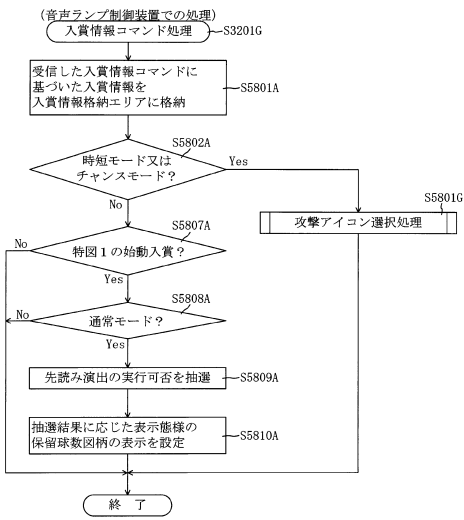 (音声ランプ制御装置での処理)
入賞情報コマンド処理
S3201G
受信した入賞情報コマンドに
基づいた入賞情報を
入賞情報格納エリアに格納
S5801A
S5802A
時短モード又は
チャンスモード？
Yes
No
S5801G
攻撃アイコン選択処理
S5807A
特図１の始動入賞？
No
Yes
S5808A
通常モード？
No
Yes
先読み演出の実行可否を抽選
S5809A
抽選結果に応じた表示態様の
保留球数図柄の表示を設定
S5810A
終 了